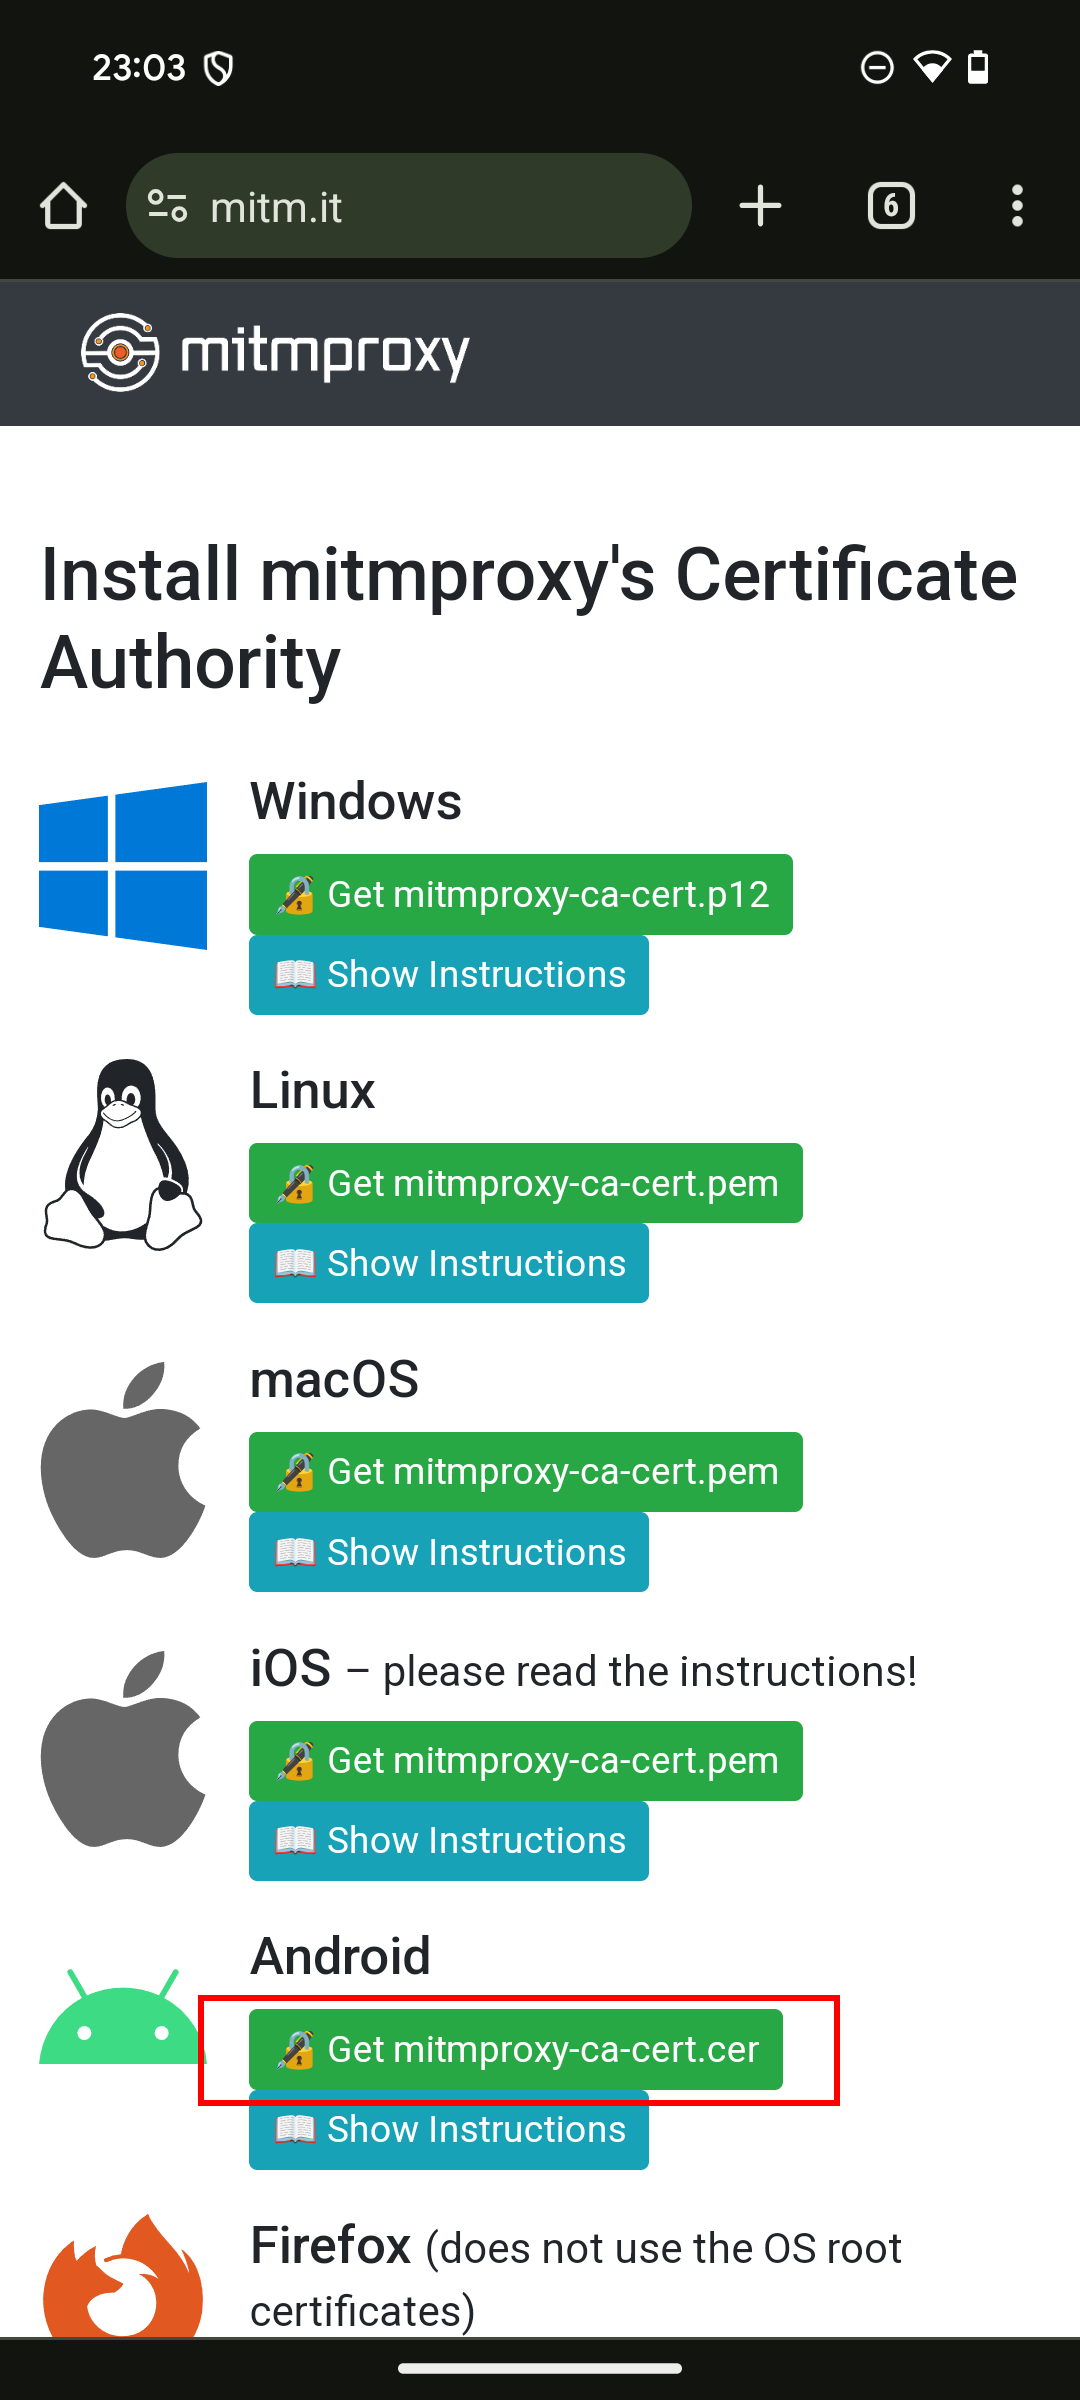 23:03
mitm.it
6
mitmproxy
Install mitmproxy's Certificate
Authority
Windows
🔏 Get mitmproxy-ca-cert.p12
📖 Show Instructions
Linux
🔏 Get mitmproxy-ca-cert.pem
📖 Show Instructions
macOS
🔏 Get mitmproxy-ca-cert.pem
📖 Show Instructions
iOS – please read the instructions!
🔏 Get mitmproxy-ca-cert.pem
📖 Show Instructions
Android
🔏 Get mitmproxy-ca-cert.cer
📖 Show Instructions
Firefox (does not use the OS root
certificates)